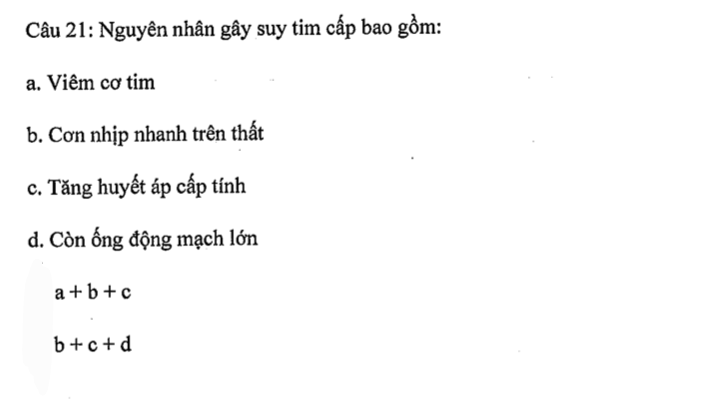 Câu 21: Nguyên nhân gây suy tim cấp bao gồm:
a. Viêm cơ tim
b. Cơn nhịp nhanh trên thất
c. Tăng huyết áp cấp tính
d. Còn ống động mạch lớn
a + b + c
b + c + d